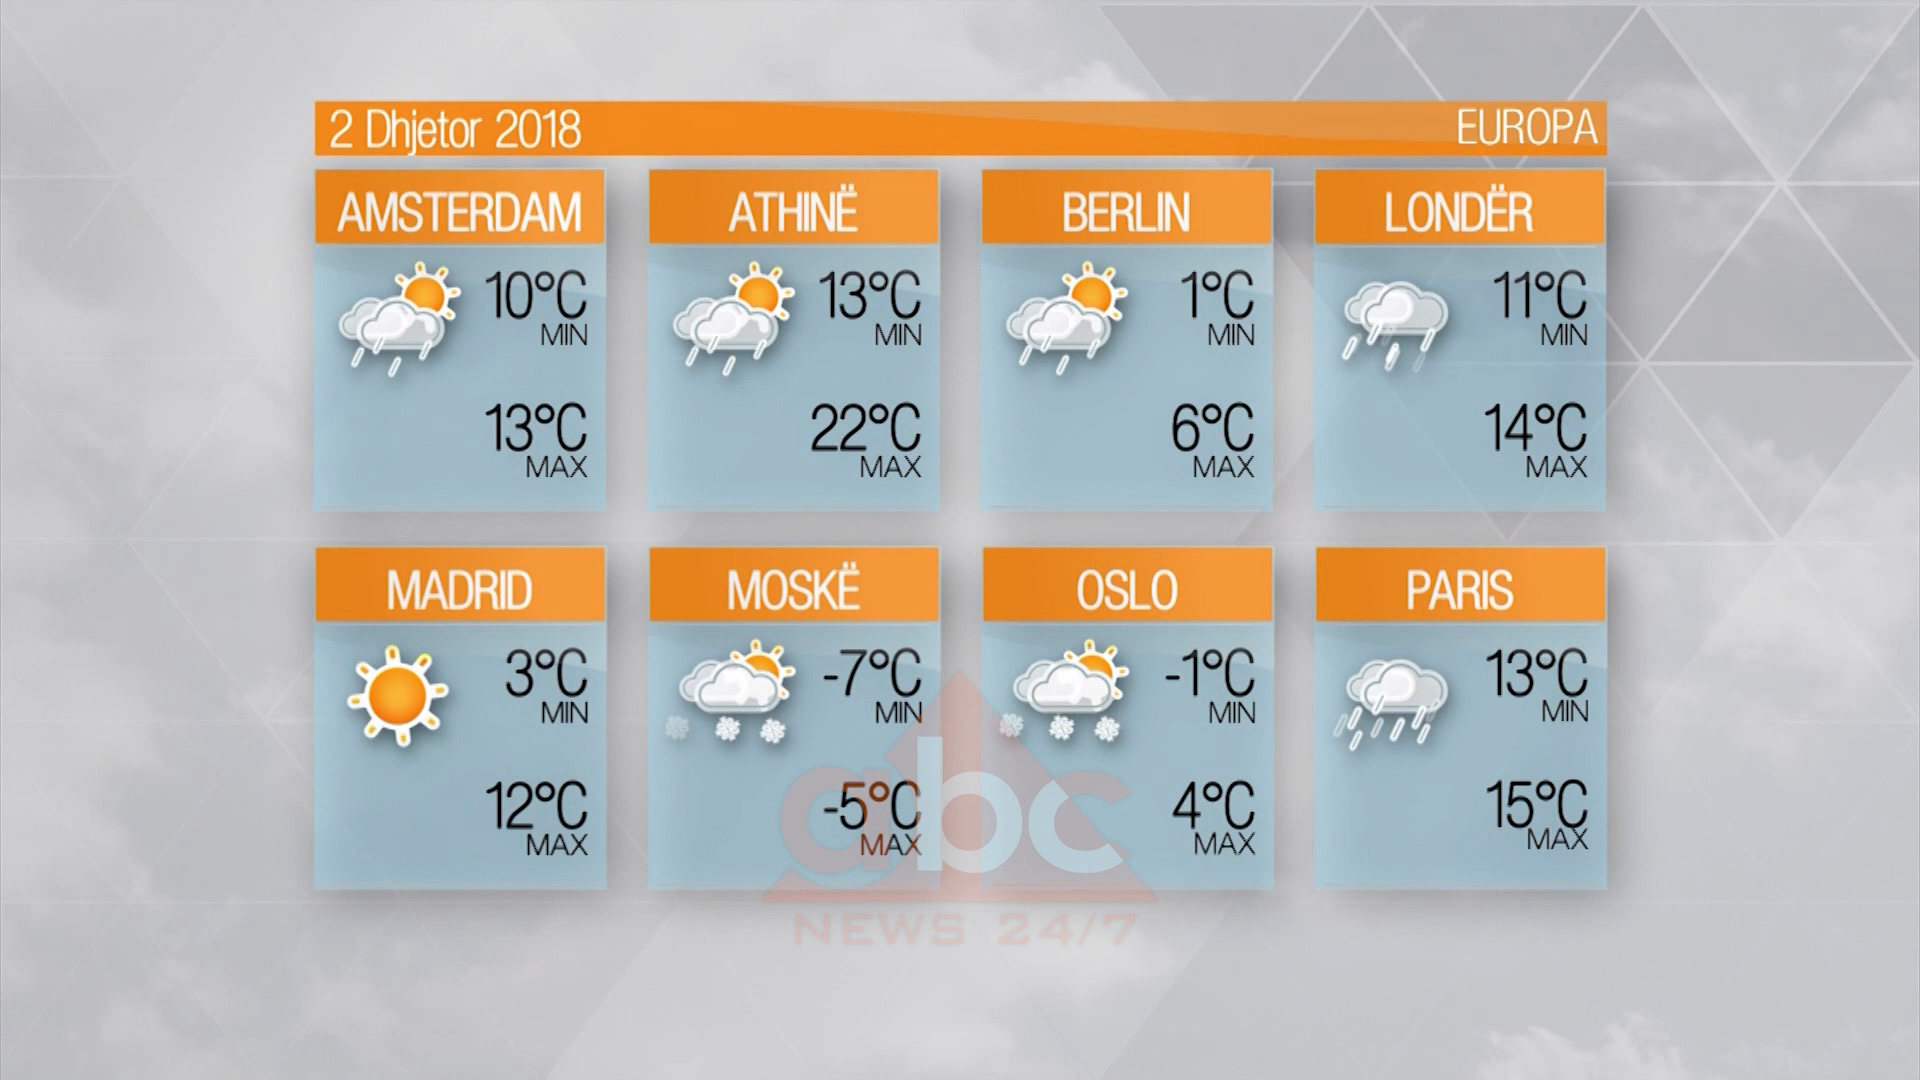 2 Dhjetor 2018 EUROPA
AMSTERDAM
10°C
MIN
13°C
MAX
ATHINË
13°C
MIN
22°C
MAX
BERLIN
1°C
MIN
6°C
MAX
LONDËR
11°C
MIN
14°C
MAX
MADRID
3°C
MIN
12°C
MAX
MOSKË
-7°C
MIN
-5°C
MAX
OSLO
-1°C
MIN
4°C
MAX
PARIS
13°C
MIN
15°C
MAX
abc
NEWS 24/7